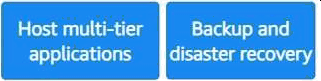 Host multi-tier
applications
Backup and
disaster recovery